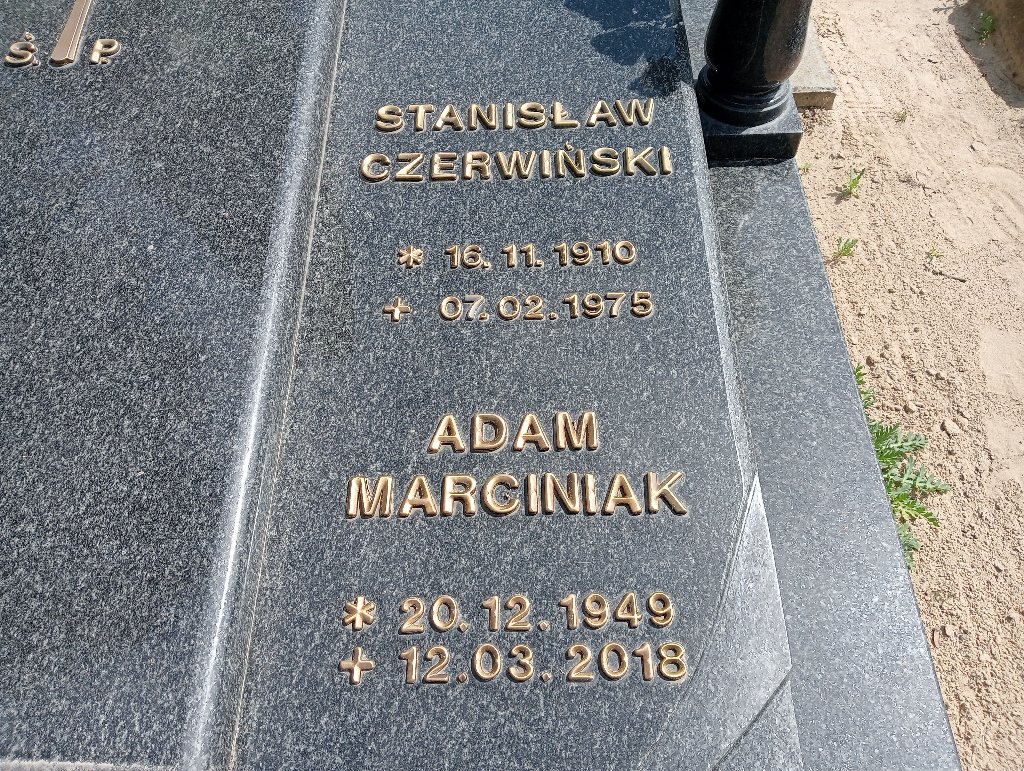 Ś. P.
STANISŁAW
CZERWIŃSKI
* 16.11.1910
+ 07.02.1975
ADAM
MARCINIAK
* 20.12.1949
+ 12.03.2018